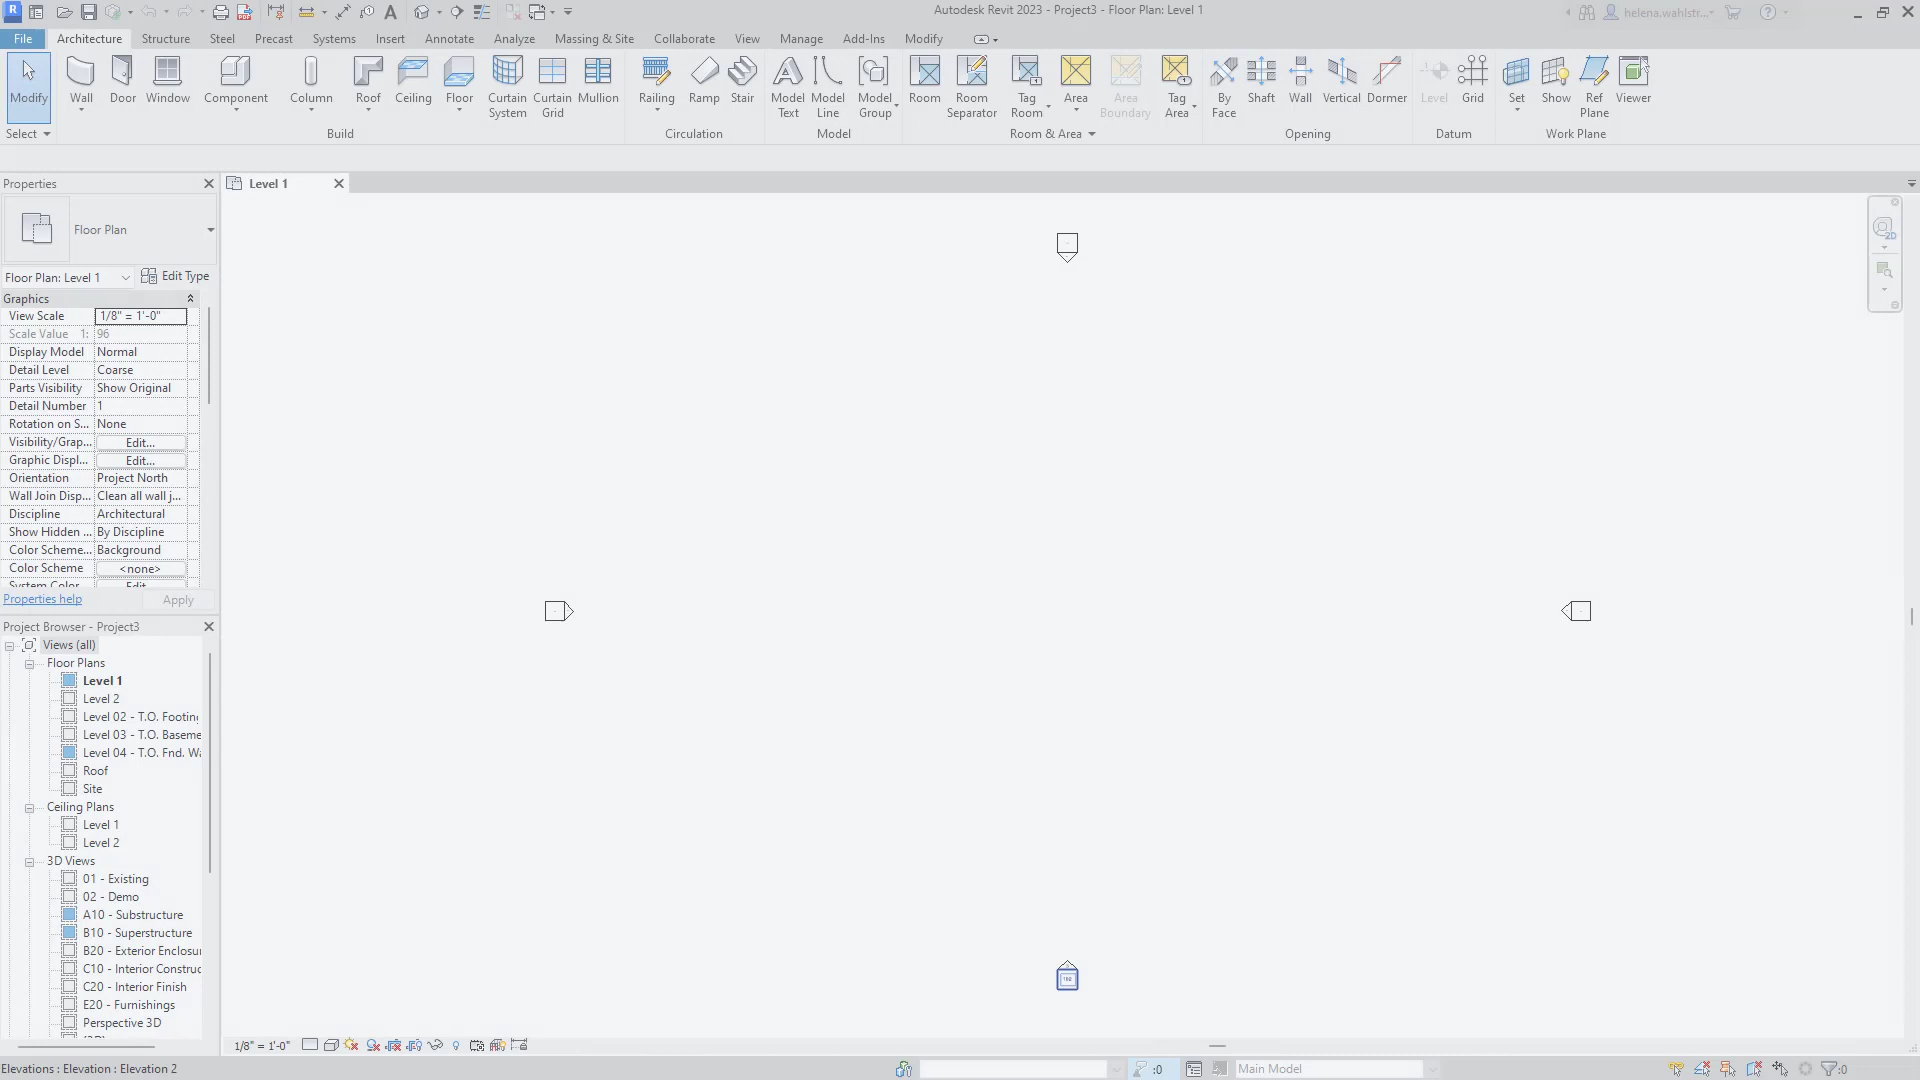 Autodesk Revit 2023 - Project3 - Floor Plan: Level 1
helena.wahlstr...
File Architecture Structure Steel Precast Systems Insert Annotate Analyze Massing & Site Collaborate View Manage Add-Ins Modify
Modify
Wall
Door
Window
Component
Column
Roof
Ceiling
Floor
Curtain System
Curtain Grid
Mullion
Railing
Ramp
Stair
Model Text
Model Line
Model Group
Room
Room Separator
Tag Room
Area
Area Boundary
Tag Area
By Face
Shaft
Wall
Vertical
Dormer
Level
Grid
Set
Show
Ref Plane
Viewer
Select
Build
Circulation
Model
Room & Area
Opening
Datum
Work Plane
Properties
Level 1
Floor Plan
Floor Plan: Level 1
Edit Type
Graphics
View Scale 1/8" = 1'-0"
Scale Value 1: 96
Display Model Normal
Detail Level Coarse
Parts Visibility Show Original
Detail Number 1
Rotation on S... None
Visibility/Grap... Edit...
Graphic Displ... Edit...
Orientation Project North
Wall Join Disp... Clean all wall j...
Discipline Architectural
Show Hidden ... By Discipline
Color Scheme... Background
Color Scheme <none>
System Color Edit
Properties help
Apply
Project Browser - Project3
Views (all)
Floor Plans
Level 1
Level 2
Level 02 - T.O. Footin
Level 03 - T.O. Baseme
Level 04 - T.O. Fnd. Wa
Roof
Site
Ceiling Plans
Level 1
Level 2
3D Views
01 - Existing
02 - Demo
A10 - Substructure
B10 - Superstructure
B20 - Exterior Enclosu
C10 - Interior Construc
C20 - Interior Finish
E20 - Furnishings
Perspective 3D
2D
1/8" = 1'-0"
Elevations : Elevation : Elevation 2
:0
Main Model
:0